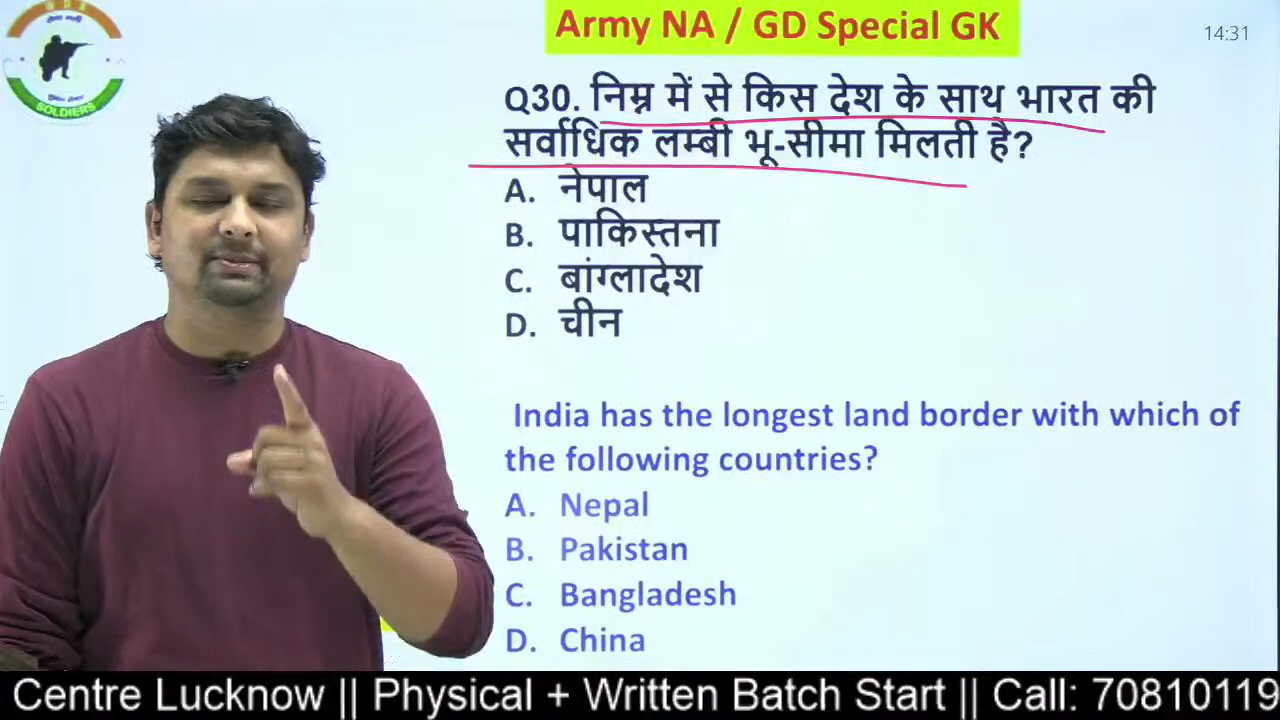 Army NA / GD Special GK
14:31
SOLDIERS
Q30. निम्न में से किस देश के साथ भारत की
सर्वाधिक लम्बी भू-सीमा मिलती है?
A. नेपाल
B. पाकिस्तना
C. बांग्लादेश
D. चीन
India has the longest land border with which of
the following countries?
A. Nepal
B. Pakistan
C. Bangladesh
D. China
Centre Lucknow || Physical + Written Batch Start || Call: 70810119